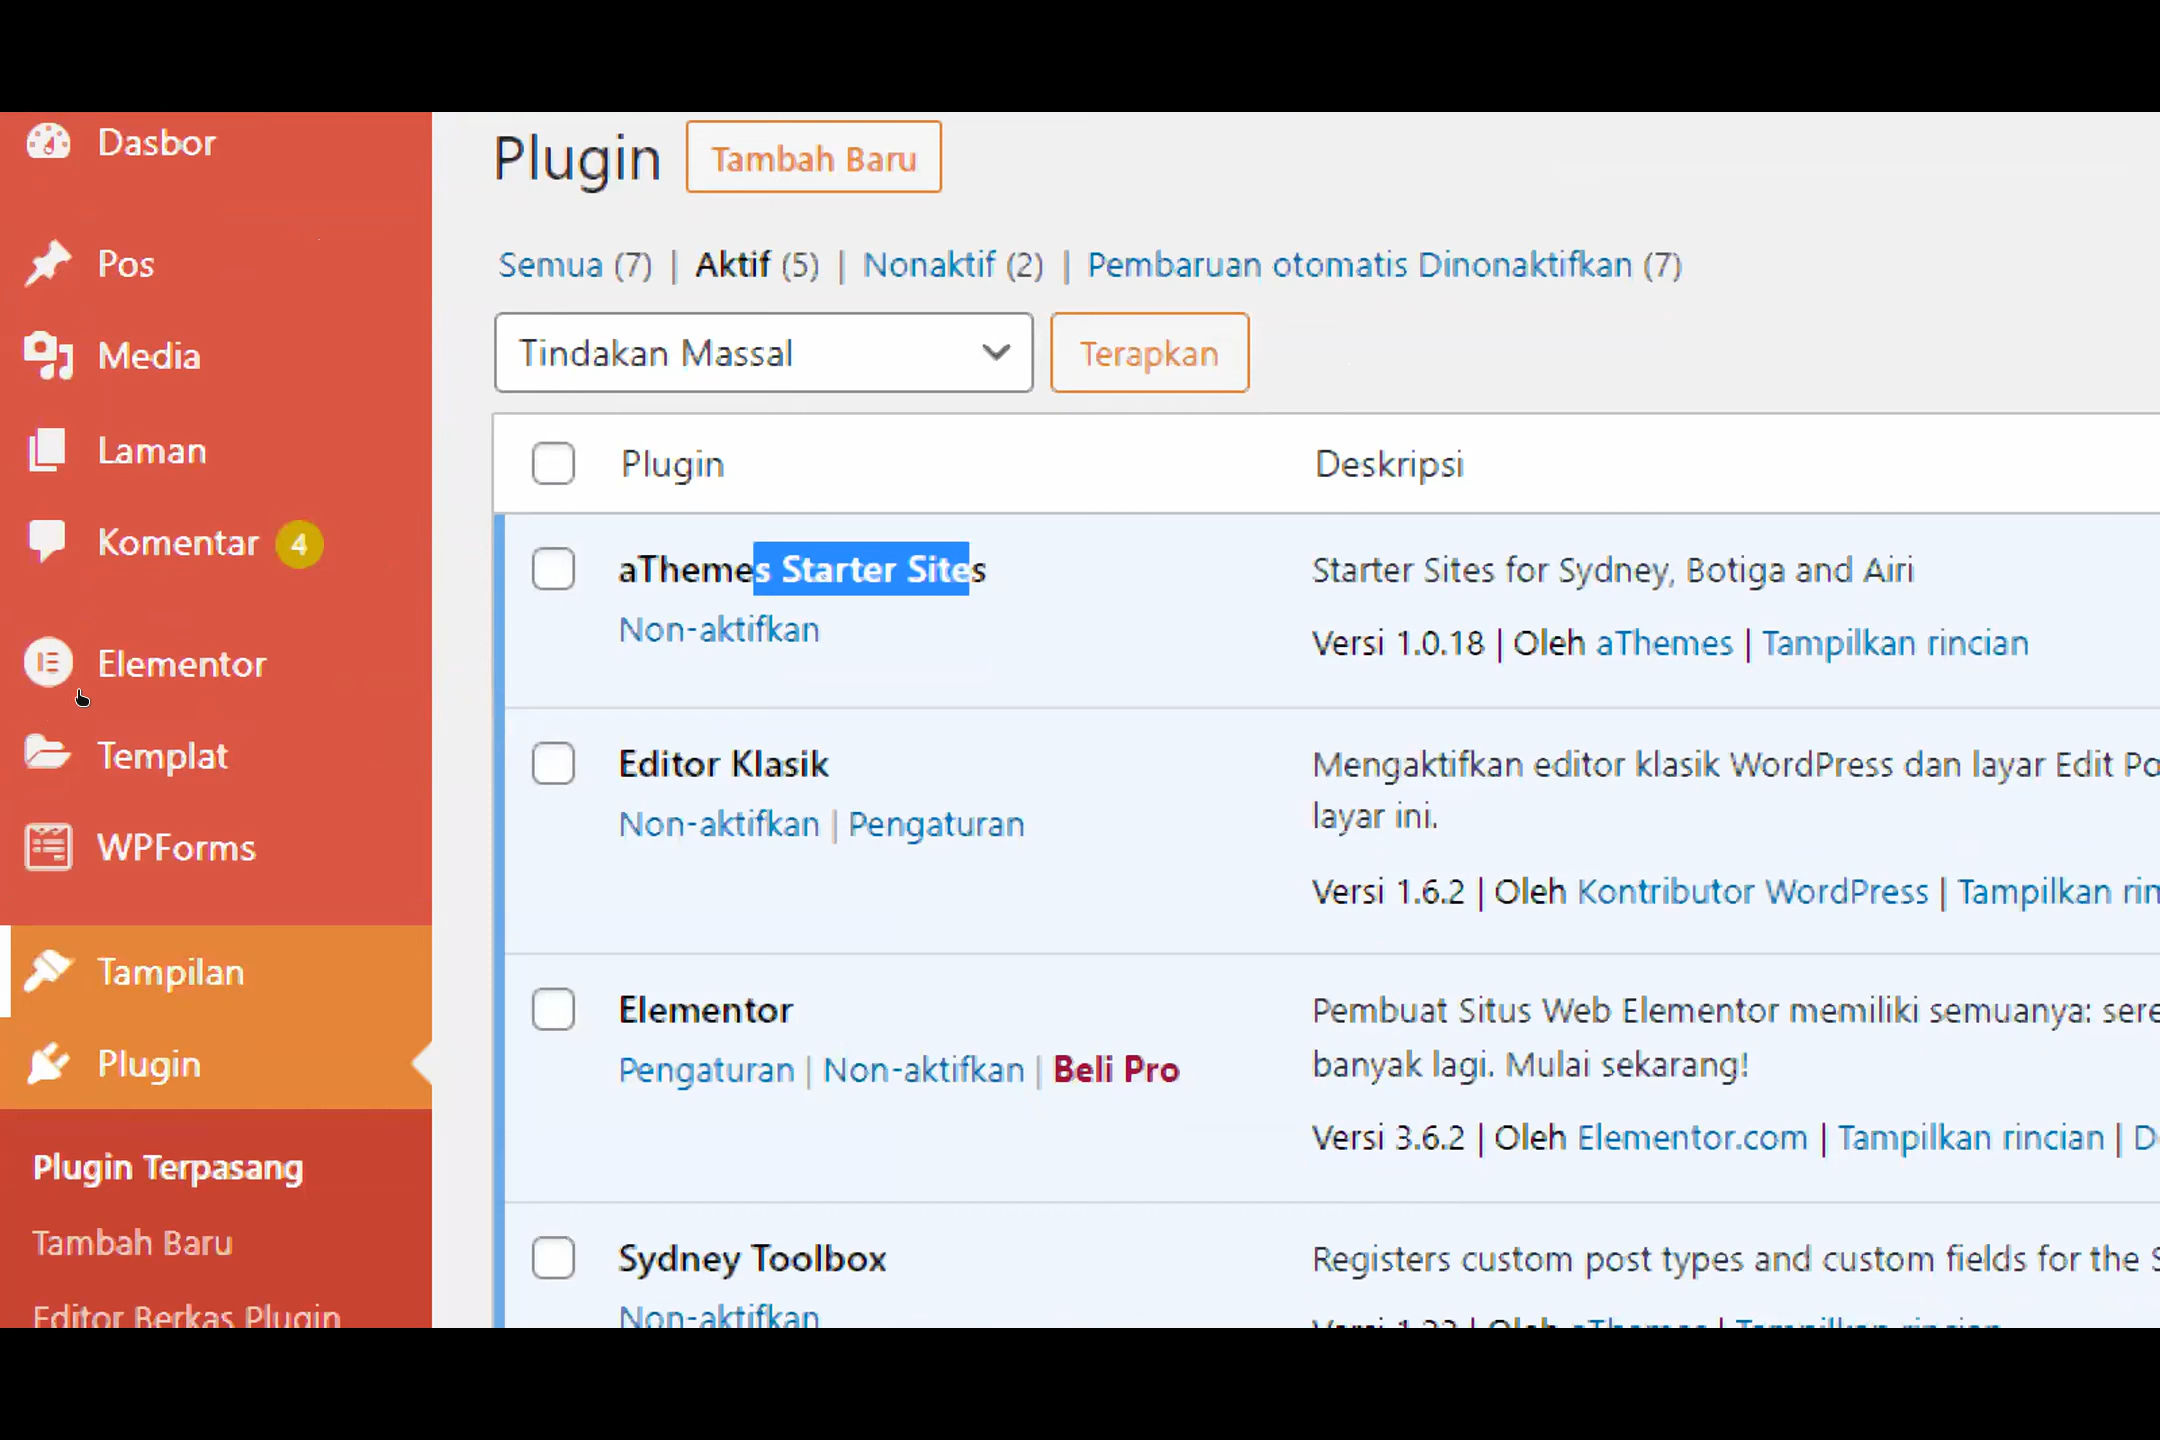 Dasbor
Pos
Media
Laman
Komentar 4
Elementor
Templat
WPForms
Tampilan
Plugin
Plugin Terpasang
Tambah Baru
Editor Berkas Plugin
Plugin Tambah Baru
Semua (7) | Aktif (5) | Nonaktif (2) | Pembaruan otomatis Dinonaktifkan (7)
Tindakan Massal Terapkan
Plugin Deskripsi
aThemes Starter Sites
Non-aktifkan
Starter Sites for Sydney, Botiga and Airi
Versi 1.0.18 | Oleh aThemes | Tampilkan rincian
Editor Klasik
Non-aktifkan | Pengaturan
Mengaktifkan editor klasik WordPress dan layar Edit
layar ini.
Versi 1.6.2 | Oleh Kontributor WordPress | Tampilkan
Elementor
Pengaturan | Non-aktifkan | Beli Pro
Pembuat Situs Web Elementor memiliki semuanya:
banyak lagi. Mulai sekarang!
Versi 3.6.2 | Oleh Elementor.com | Tampilkan rincian |
Sydney Toolbox
Non-aktifkan
Registers custom post types and custom fields for the
Oleh aThemes | Tampilkan rincian